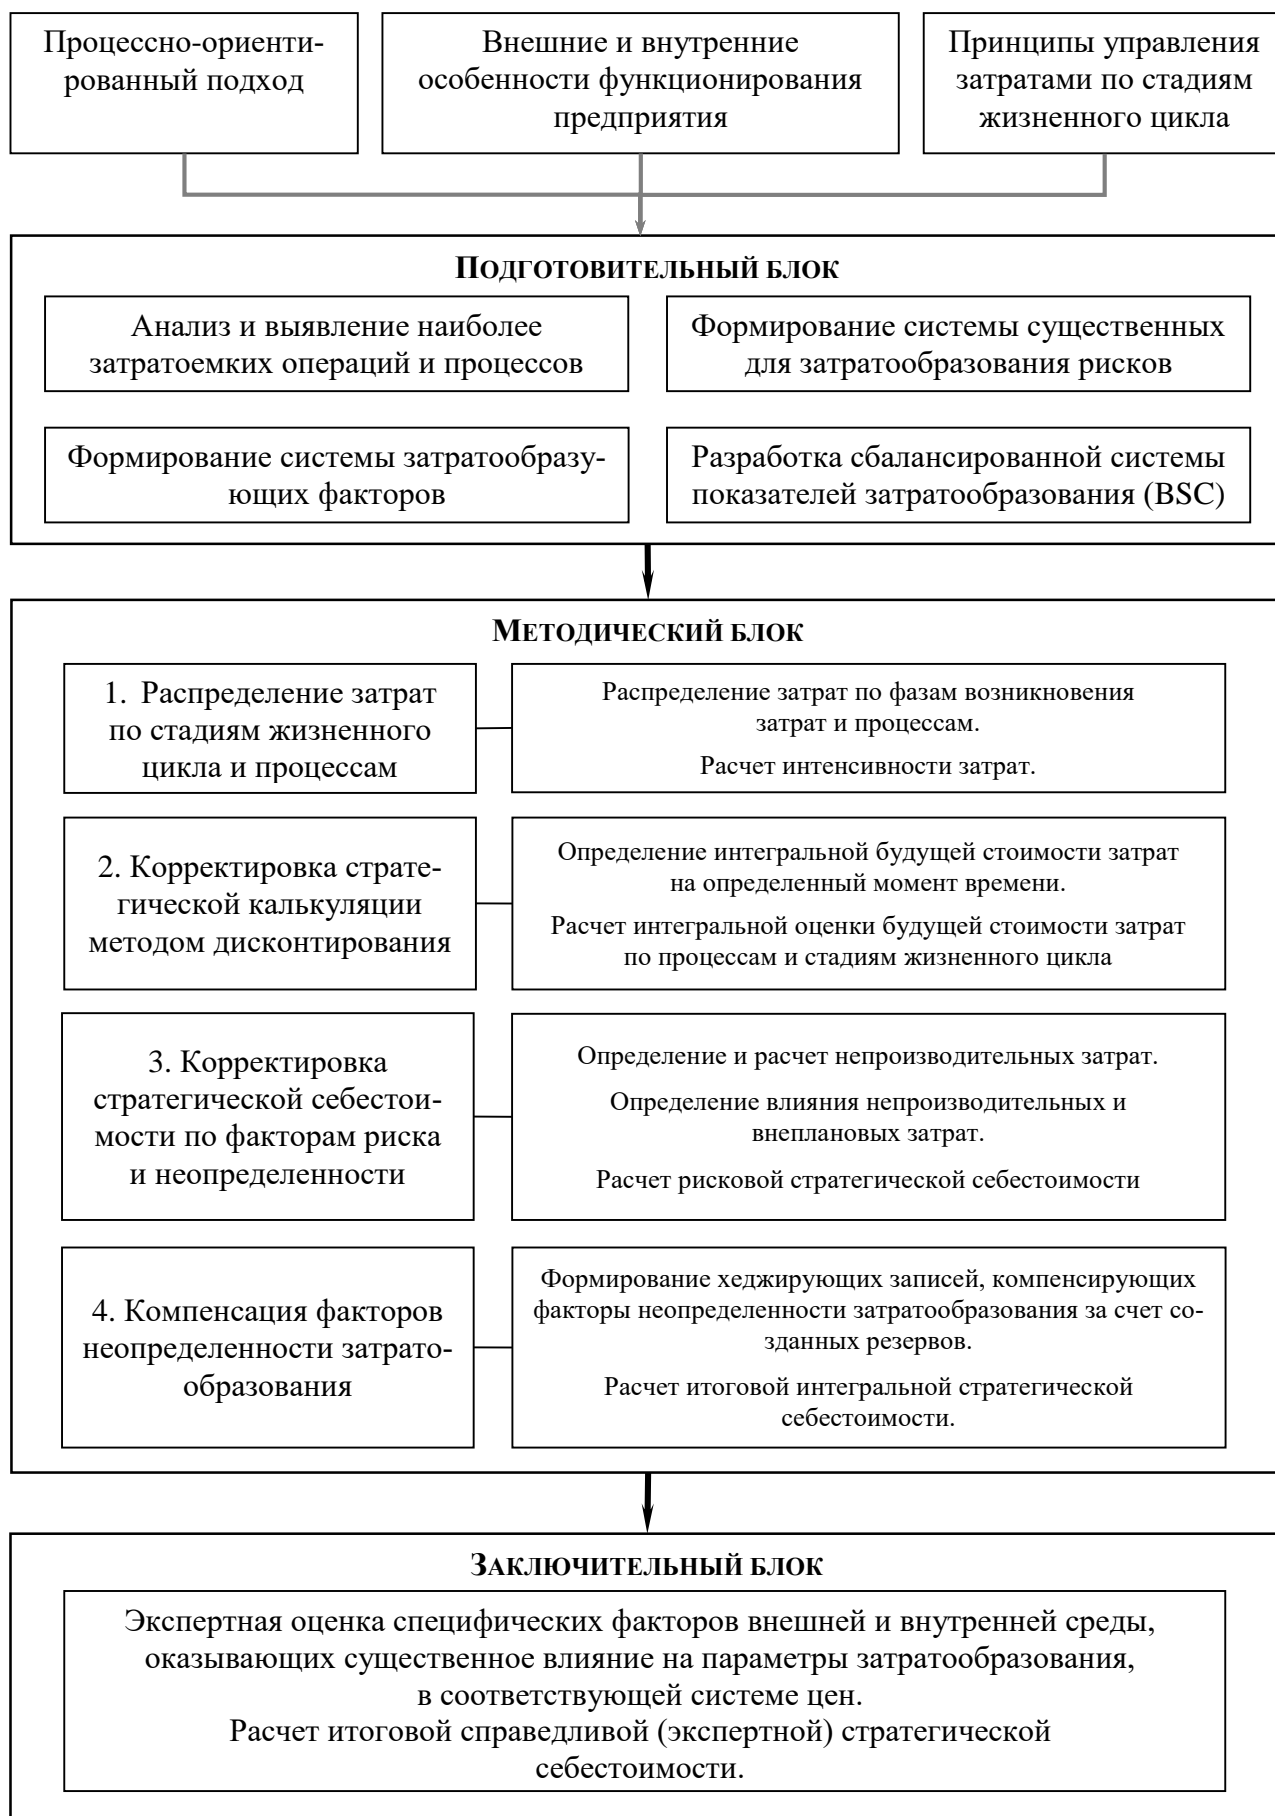 Процессно-ориенти-
рованный подход
Внешние и внутренние
особенности функционирования
предприятия
Принципы управления
затратами по стадиям
жизненного цикла
ПОДГОТОВИТЕЛЬНЫЙ БЛОК
Анализ и выявление наиболее
затратоемких операций и процессов
Формирование системы существенных
для затратообразования рисков
Формирование системы затратообразу-
ющих факторов
Разработка сбалансированной системы
показателей затратообразования (BSC)
МЕТОДИЧЕСКИЙ БЛОК
1. Распределение затрат
по стадиям жизненного
цикла и процессам
Распределение затрат по фазам возникновения
затрат и процессам.
Расчет интенсивности затрат.
2. Корректировка страте-
гической калькуляции
методом дисконтирования
Определение интегральной будущей стоимости затрат
на определенный момент времени.
Расчет интегральной оценки будущей стоимости затрат
по процессам и стадиям жизненного цикла
3. Корректировка
стратегической себестои-
мости по факторам риска
и неопределенности
Определение и расчет непроизводительных затрат.
Определение влияния непроизводительных и
внеплановых затрат.
Расчет рисковой стратегической себестоимости
4. Компенсация факторов
неопределенности затрато-
образования
Формирование хеджирующих записей, компенсирующих
факторы неопределенности затратообразования за счет со-
зданных резервов.
Расчет итоговой интегральной стратегической
себестоимости.
ЗАКЛЮЧИТЕЛЬНЫЙ БЛОК
Экспертная оценка специфических факторов внешней и внутренней среды,
оказывающих существенное влияние на параметры затратообразования,
в соответствующей системе цен.
Расчет итоговой справедливой (экспертной) стратегической
себестоимости.